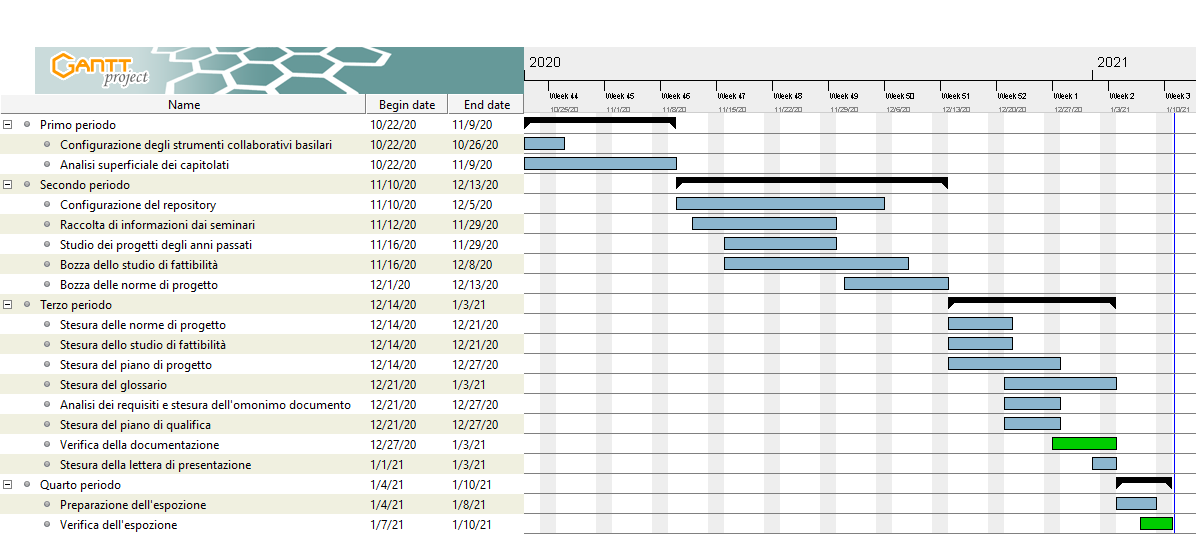 GANTT
project
2020
2021
Week 44 Week 45 Week 46 Week 47 Week 48 Week 49 Week 50 Week 51 Week 52 Week 1 Week 2 Week 3
10/25/20 11/1/20 11/8/20 11/15/20 11/22/20 11/29/20 12/6/20 12/13/20 12/20/20 12/27/20 1/3/21 1/10/21
Name Begin date End date
Primo periodo 10/22/20 11/9/20
Configurazione degli strumenti collaborativi basilari 10/22/20 10/26/20
Analisi superficiale dei capitolati 10/22/20 11/9/20
Secondo periodo 11/10/20 12/13/20
Configurazione del repository 11/10/20 12/5/20
Raccolta di informazioni dai seminari 11/12/20 11/29/20
Studio dei progetti degli anni passati 11/16/20 11/29/20
Bozza dello studio di fattibilità 11/16/20 12/8/20
Bozza delle norme di progetto 12/1/20 12/13/20
Terzo periodo 12/14/20 1/3/21
Stesura delle norme di progetto 12/14/20 12/21/20
Stesura dello studio di fattibilità 12/14/20 12/21/20
Stesura del piano di progetto 12/14/20 12/27/20
Stesura del glossario 12/21/20 1/3/21
Analisi dei requisiti e stesura dell'omonimo documento 12/21/20 12/27/20
Stesura del piano di qualifica 12/21/20 12/27/20
Verifica della documentazione 12/27/20 1/3/21
Stesura della lettera di presentazione 1/1/21 1/3/21
Quarto periodo 1/4/21 1/10/21
Preparazione dell'espozione 1/4/21 1/8/21
Verifica dell'espozione 1/7/21 1/10/21